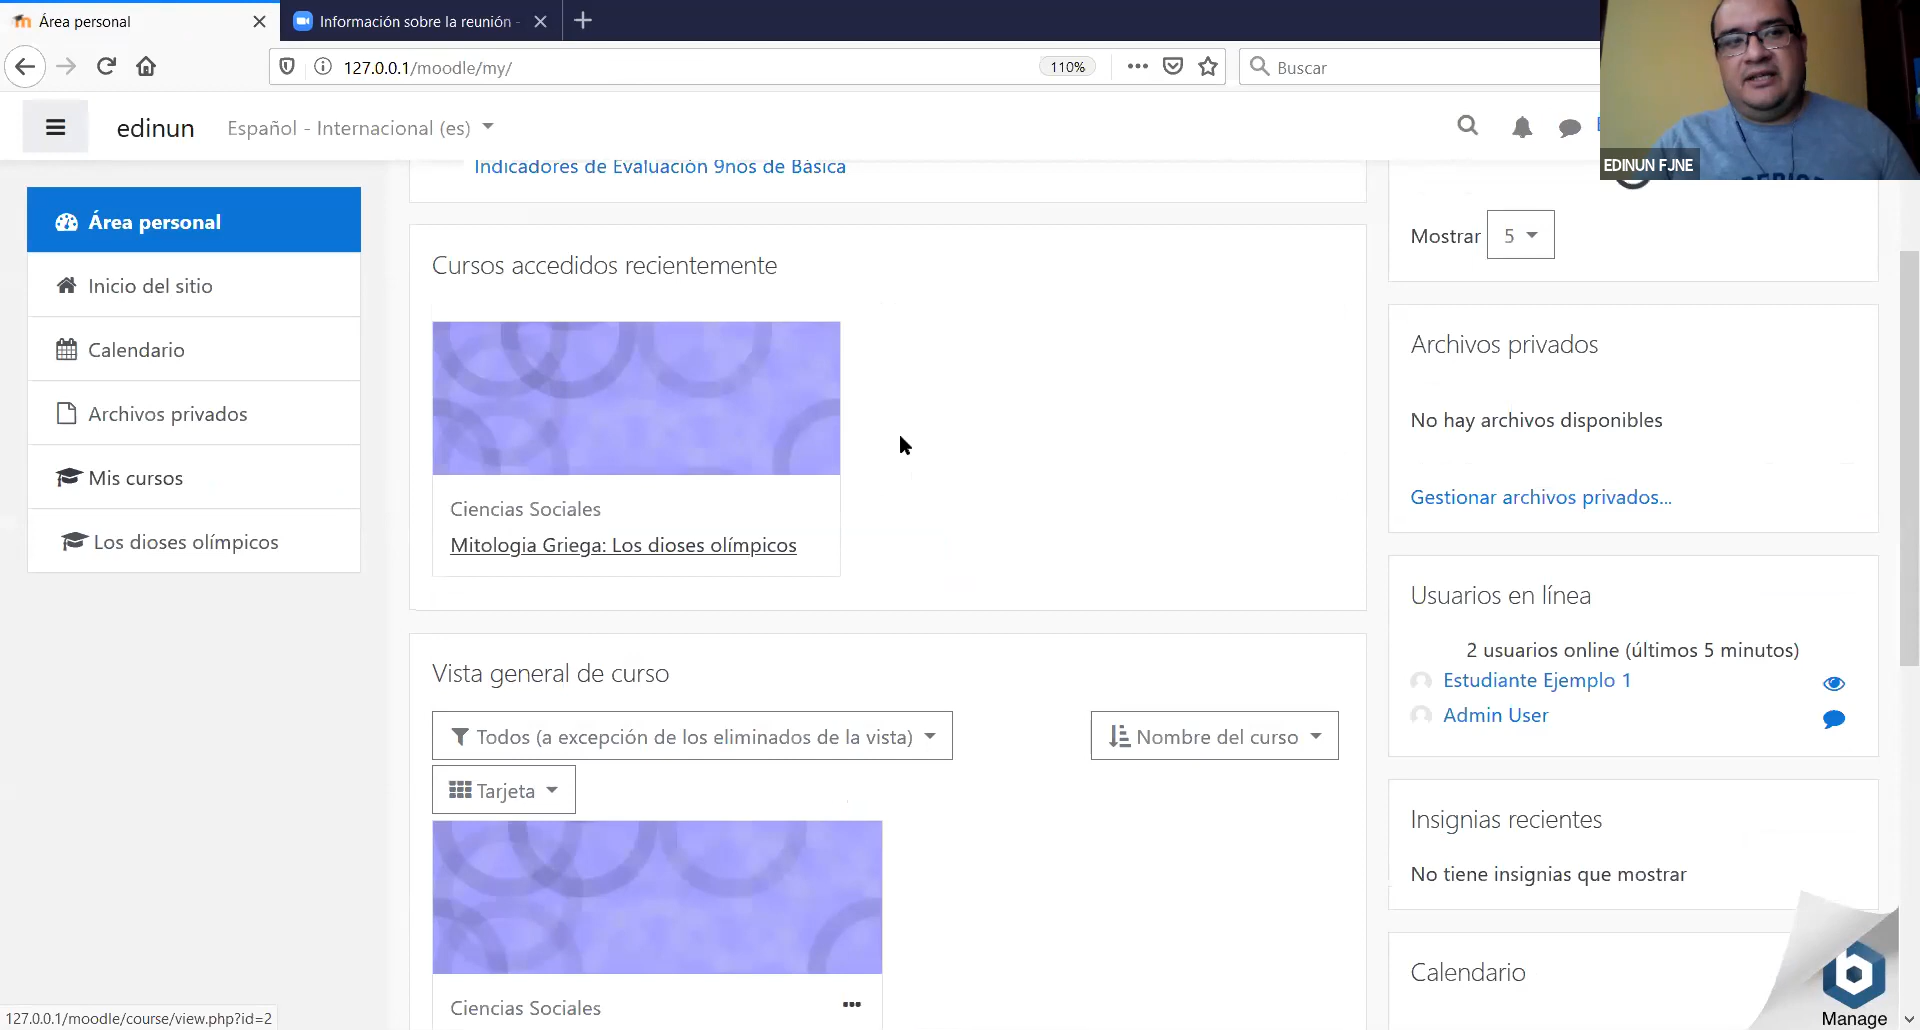 Área personal
Información sobre la reunión -
127.0.0.1/moodle/my/
110%
Buscar
edinun
Español - Internacional (es)
EDINUN FJNE
Indicadores de Evaluación 9nos de Básica
Área personal
Inicio del sitio
Calendario
Archivos privados
Mis cursos
Los dioses olímpicos
Cursos accedidos recientemente
Ciencias Sociales
Mitologia Griega: Los dioses olímpicos
Vista general de curso
Todos (a excepción de los eliminados de la vista)
Nombre del curso
Tarjeta
Ciencias Sociales
Mostrar 5
Archivos privados
No hay archivos disponibles
Gestionar archivos privados...
Usuarios en línea
2 usuarios online (últimos 5 minutos)
Estudiante Ejemplo 1
Admin User
Insignias recientes
No tiene insignias que mostrar
Calendario
Manage
127.0.0.1/moodle/course/view.php?id=2